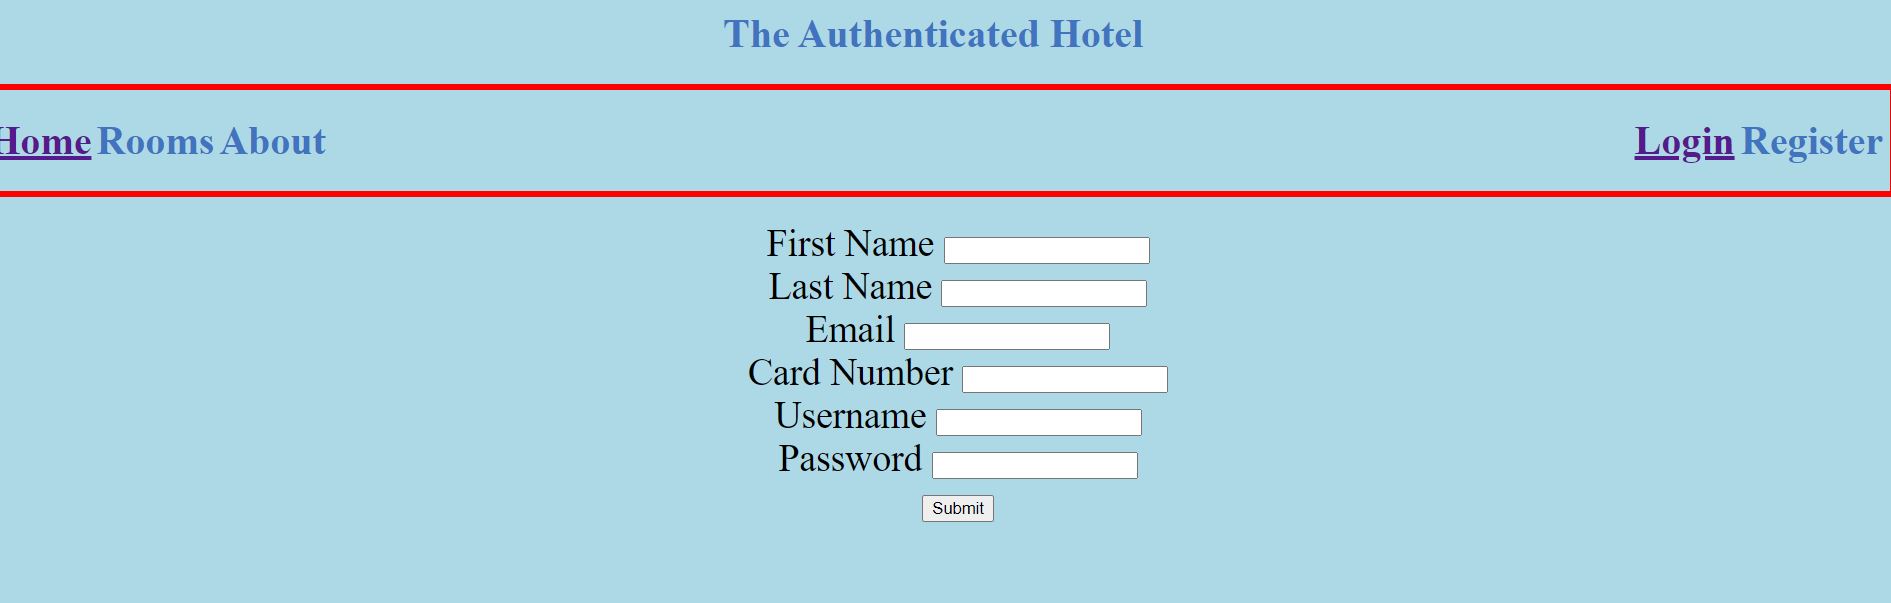 The Authenticated Hotel
Home Rooms About Login Register
First Name
Last Name
Email
Card Number
Username
Password
Submit